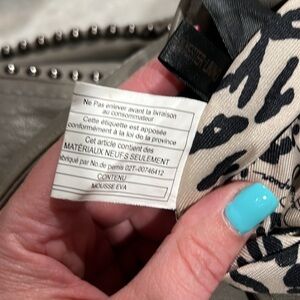 Ne Pas enlever avant la livraison
au consommateur
Cette étiquette est apposée
conformément à la loi de la province
Cet article contient des
MATÉRIAUX NEUFS SEULEMENT
abriqué par No.de permis 02T-00746412
CONTENU
MOUSSE EVA